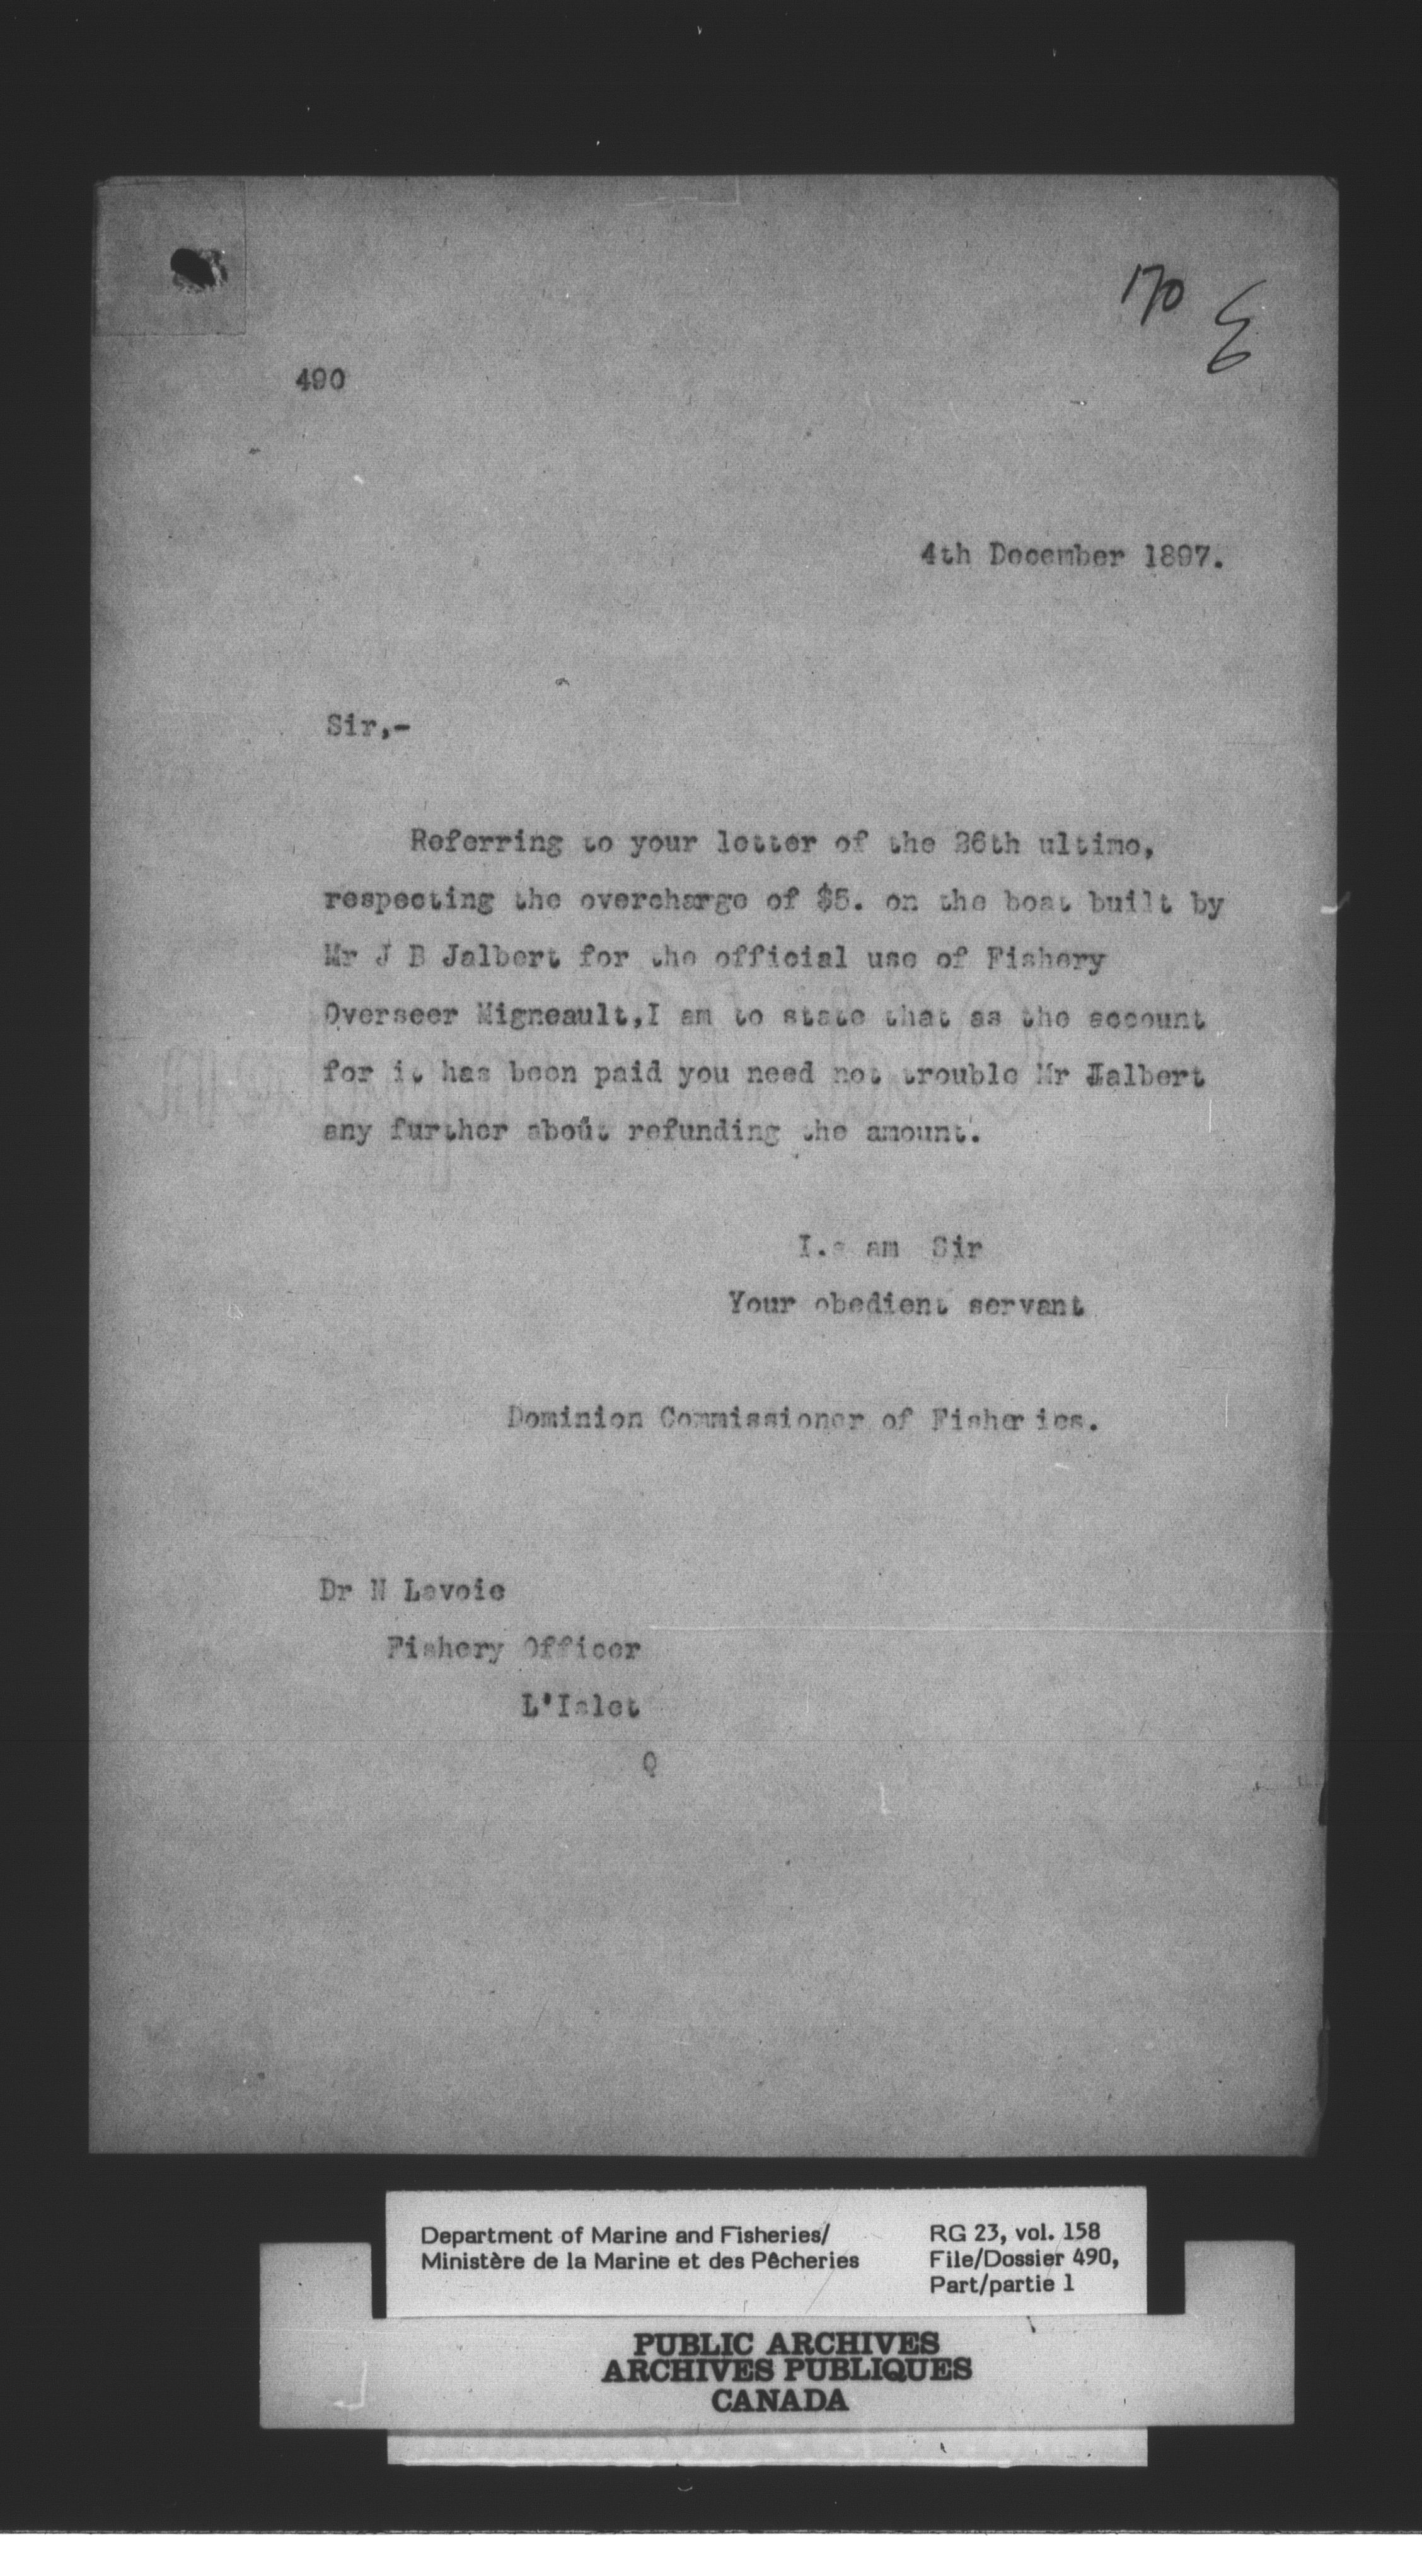 170
490
4th December 1897.
Sir,-
Referring to your letter of the 26th ultimo,
respecting the overcharge of $5. on the boat built by
Mr J B Jalbert for the official use of Fishery
Overseer Migneault,I am to state that as the account
for it has been paid you need not trouble Mr Jalbert
any further about refunding the amount.
I. am Sir
Your obedient servant
Dominion Commissioner of Fisheries.
Dr N Lavoie
Fishery Officer
L'Islet
Q
Department of Marine and Fisheries/
Ministère de la Marine et des Pêcheries
RG 23, vol. 158
File/Dossier 490,
Part/partie 1
PUBLIC ARCHIVES
ARCHIVES PUBLIQUES
CANADA